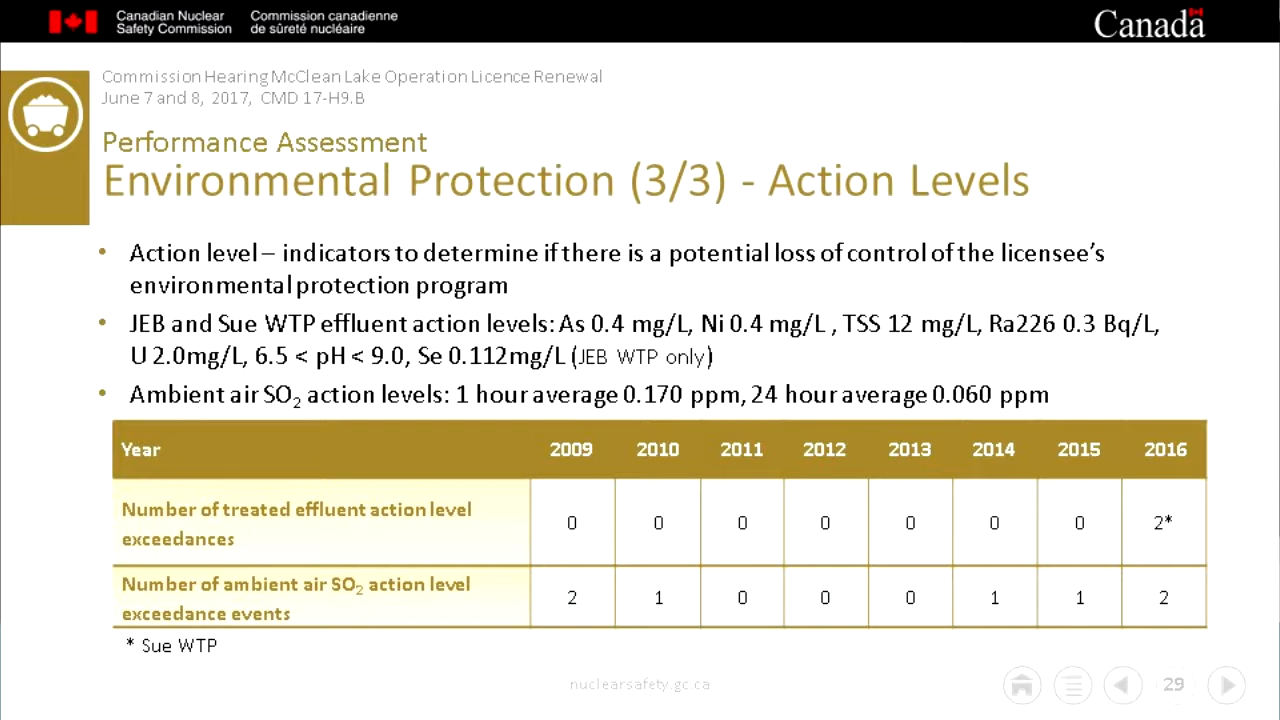 Canadian Nuclear Safety Commission
Commission canadienne de sûreté nucléaire
Canada
Commission Hearing McClean Lake Operation Licence Renewal
June 7 and 8, 2017, CMD 17-H9.B
Performance Assessment
Environmental Protection (3/3) - Action Levels
• Action level – indicators to determine if there is a potential loss of control of the licensee's
environmental protection program
• JEB and Sue WTP effluent action levels: As 0.4 mg/L, Ni 0.4 mg/L , TSS 12 mg/L, Ra226 0.3 Bq/L,
U 2.0mg/L, 6.5 < pH < 9.0, Se 0.112mg/L (JEB WTP only)
• Ambient air SO₂ action levels: 1 hour average 0.170 ppm, 24 hour average 0.060 ppm
Year 2009 2010 2011 2012 2013 2014 2015 2016
Number of treated effluent action level
exceedances 0 0 0 0 0 0 0 2*
Number of ambient air SO₂ action level
exceedance events 2 1 0 0 0 1 1 2
* Sue WTP
nuclearsafety.gc.ca
29